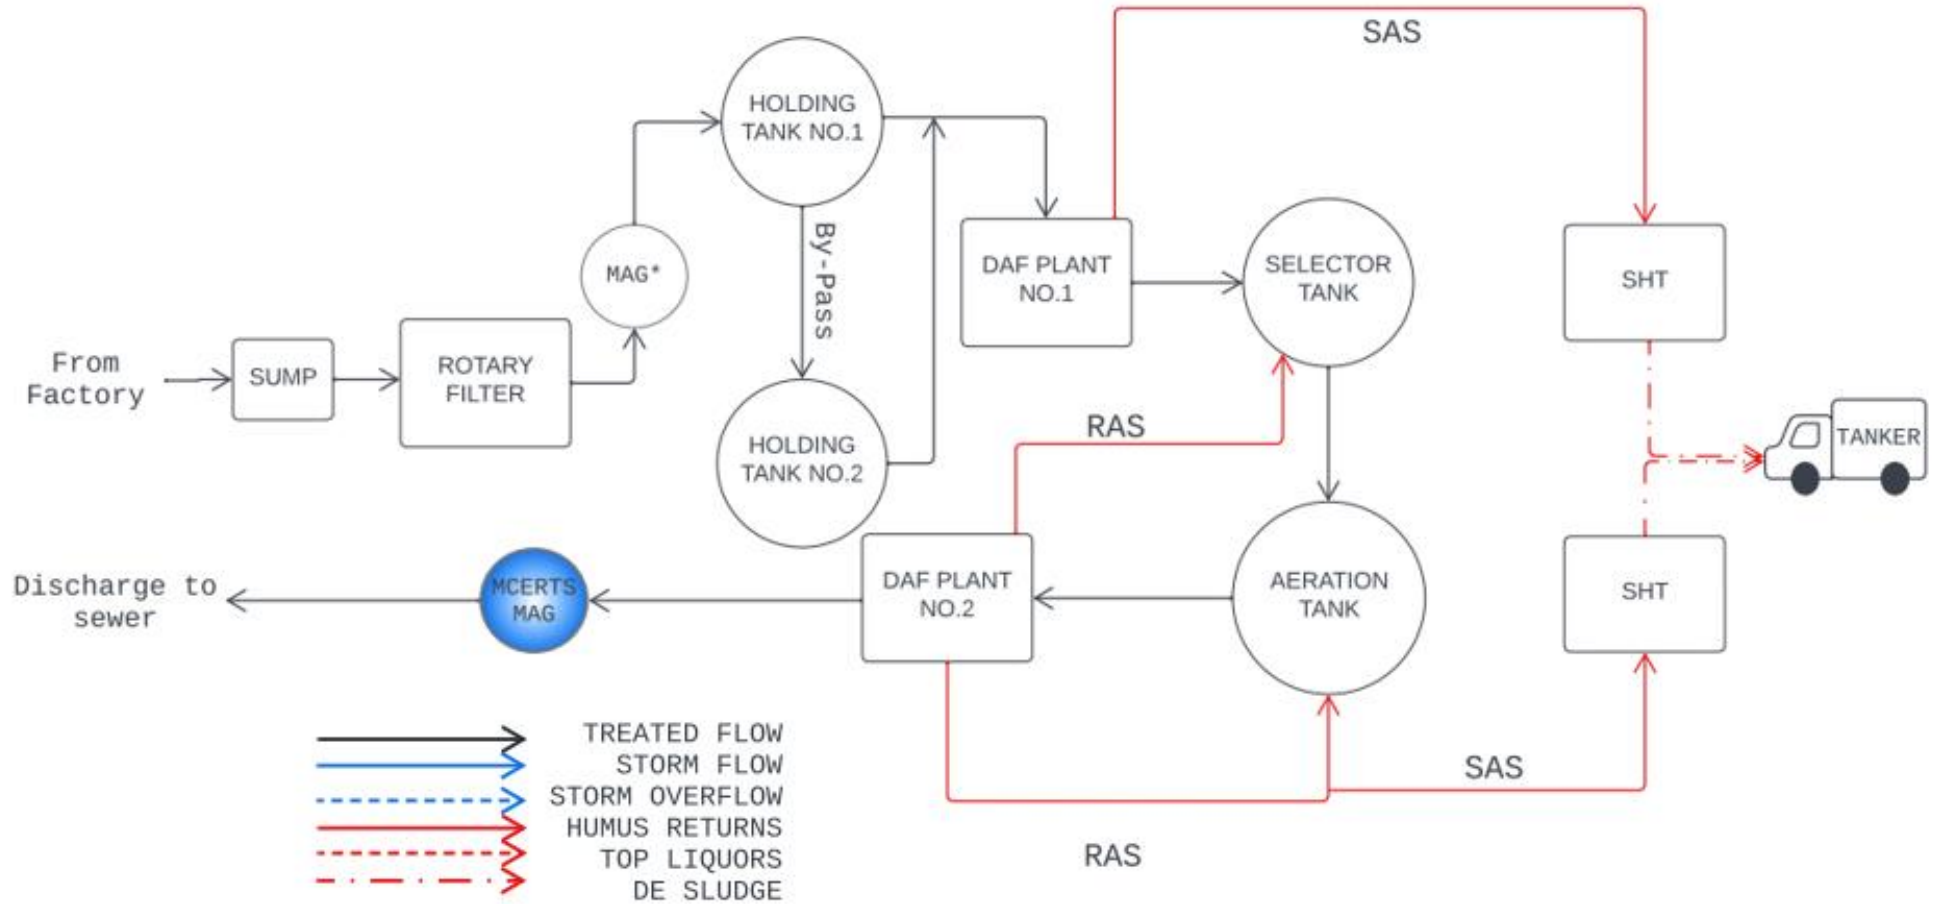 SAS
HOLDING
TANK NO.1
By-Pass
MAG*
DAF PLANT
NO.1
SELECTOR
TANK
SHT
From
Factory
SUMP
ROTARY
FILTER
HOLDING
TANK NO.2
RAS
TANKER
Discharge to
sewer
MCERTS
MAG
DAF PLANT
NO.2
AERATION
TANK
SHT
SAS
RAS
TREATED FLOW
STORM FLOW
STORM OVERFLOW
HUMUS RETURNS
TOP LIQUORS
DE SLUDGE